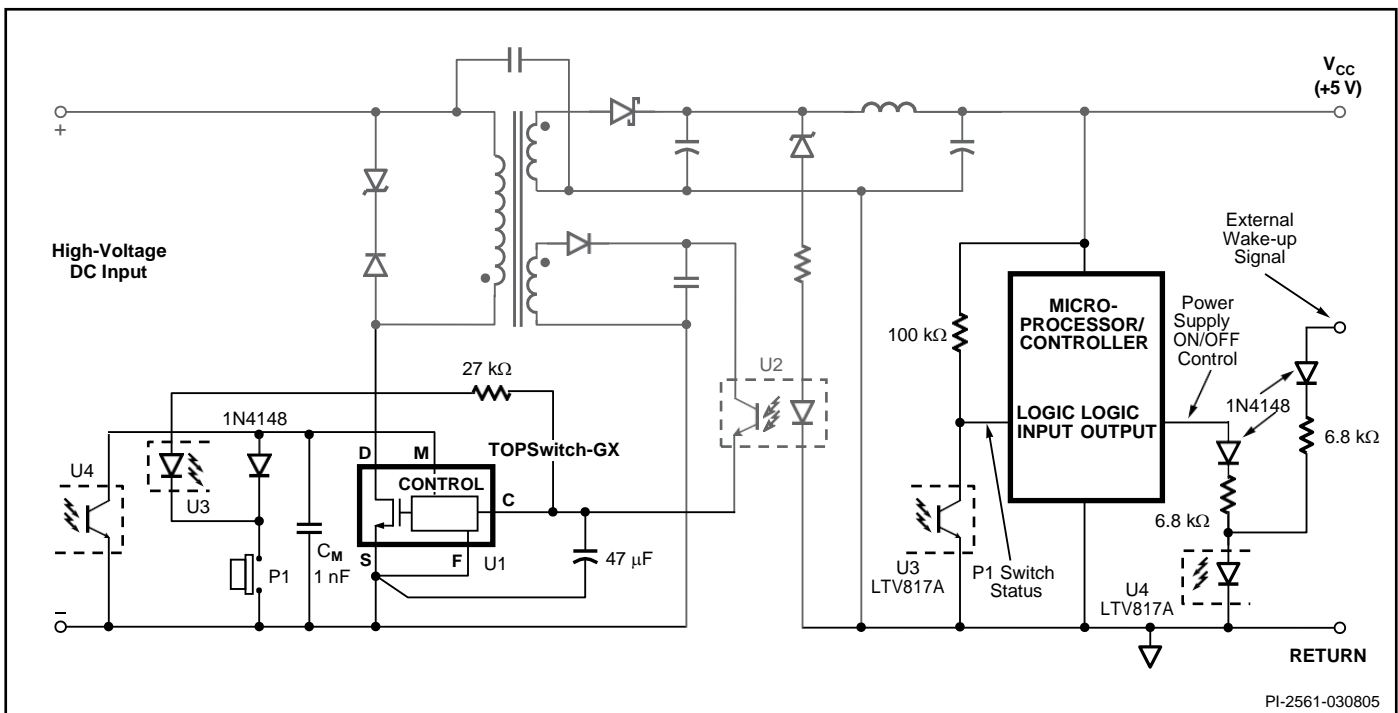 +
High-Voltage
DC Input
VCC
(+5 V)
External
Wake-up
Signal
MICRO-
PROCESSOR/
CONTROLLER
Power
Supply
ON/OFF
Control
100 kΩ
27 kΩ
U2
1N4148
TOPSwitch-GX
LOGIC LOGIC
INPUT OUTPUT
1N4148
6.8 kΩ
U4
U3
D
M
CONTROL
C
S
F
U1
CM
1 nF
P1
47 µF
6.8 kΩ
U3
LTV817A
P1 Switch
Status
U4
LTV817A
–
RETURN
PI-2561-030805